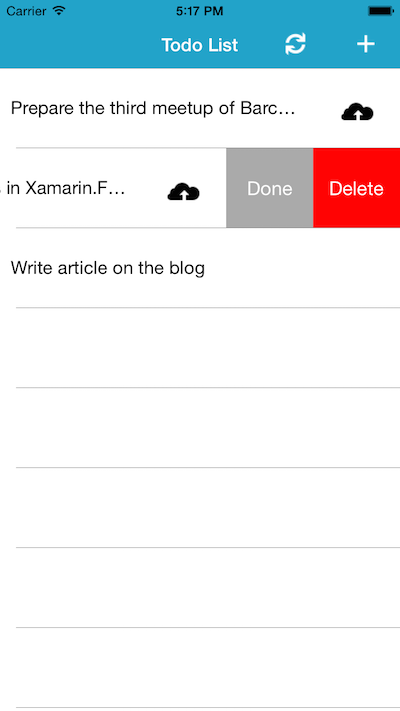 Carrier 5:17 PM
Todo List
Prepare the third meetup of Barc…
in Xamarin.F… Done Delete
Write article on the blog